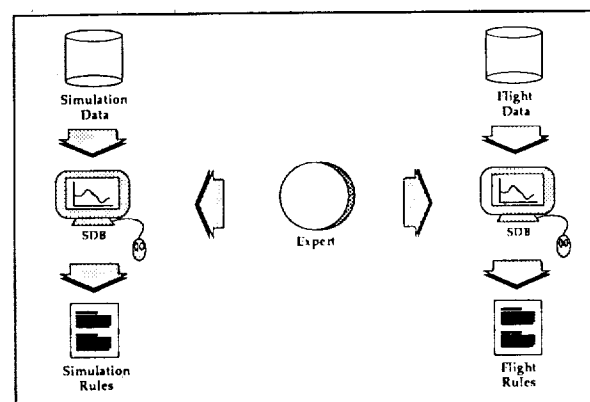 Simulation
Data
Flight
Data
SDB
Expert
SDB
Simulation
Rules
Flight
Rules